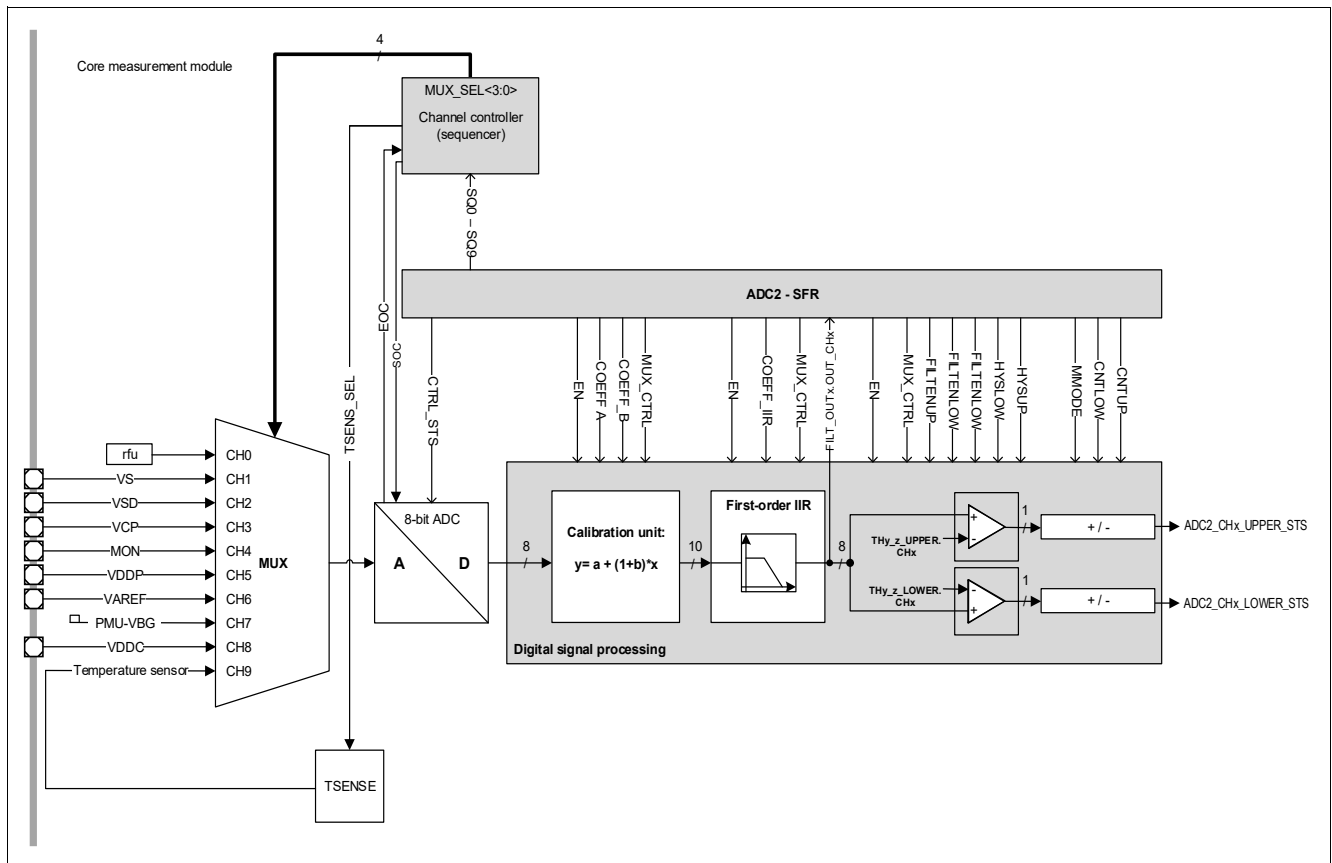 4
Core measurement module
MUX_SEL<3:0>
Channel controller
(sequencer)
TSENS_SEL
EOC
SOC
SQ0 – SQ9
CTRL_STS
ADC2 - SFR
EN
COEFF A
COEFF_B
MUX_CTRL
EN
COEFF_IIR
MUX_CTRL
FILT_OUTx.OUT_CHx
EN
MUX_CTRL
FILTENUP
FILTENLOW
FILTENLOW
HYSLOW
HYSUP
MMODE
CNTLOW
CNTUP
rfu
CH0
VS
CH1
VSD
CH2
VCP
CH3
MON
CH4
VDDP
CH5
VAREF
CH6
PMU-VBG
CH7
VDDC
CH8
Temperature sensor
CH9
MUX
8-bit ADC
A
D
8
Calibration unit:
y= a + (1+b)*x
10
First-order IIR
8
THy_z_UPPER.
CHx
+
-
1
+ / -
ADC2_CHx_UPPER_STS
THy_z_LOWER.
CHx
-
+
1
+ / -
ADC2_CHx_LOWER_STS
Digital signal processing
TSENSE